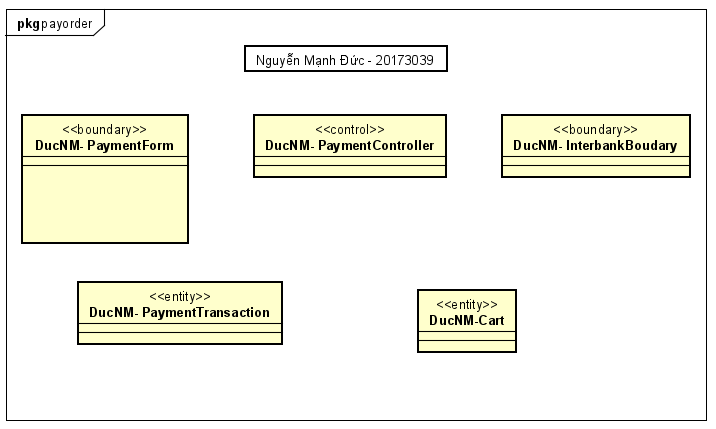 pkg payorder
Nguyễn Mạnh Đức - 20173039
<<boundary>>
DucNM- PaymentForm
<<control>>
DucNM- PaymentController
<<boundary>>
DucNM- InterbankBoudary
<<entity>>
DucNM- PaymentTransaction
<<entity>>
DucNM-Cart